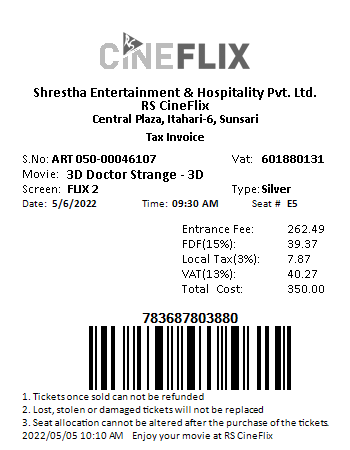 RS
CINEFLIX
Shrestha Entertainment & Hospitality Pvt. Ltd.
RS CineFlix
Central Plaza, Itahari-6, Sunsari
Tax Invoice
S.No: ART 050-00046107 Vat: 601880131
Movie: 3D Doctor Strange - 3D
Screen: FLIX 2 Type: Silver
Date: 5/6/2022 Time: 09:30 AM Seat # E5
Entrance Fee: 262.49
FDF(15%): 39.37
Local Tax(3%): 7.87
VAT(13%): 40.27
Total Cost: 350.00
783687803880
1. Tickets once sold can not be refunded
2. Lost, stolen or damaged tickets will not be replaced
3. Seat allocation cannot be altered after the purchase of the tickets.
2022/05/05 10:10 AM Enjoy your movie at RS CineFlix